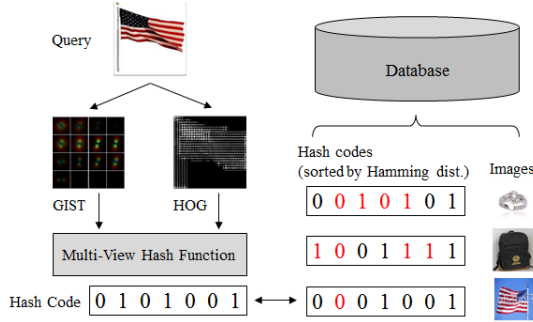 Query
Database
Hash codes
(sorted by Hamming dist.)
Images
GIST
HOG
0 0 1 0 1 0 1
Multi-View Hash Function
1 0 0 1 1 1 1
Hash Code
0 1 0 1 0 0 1
0 0 0 1 0 0 1